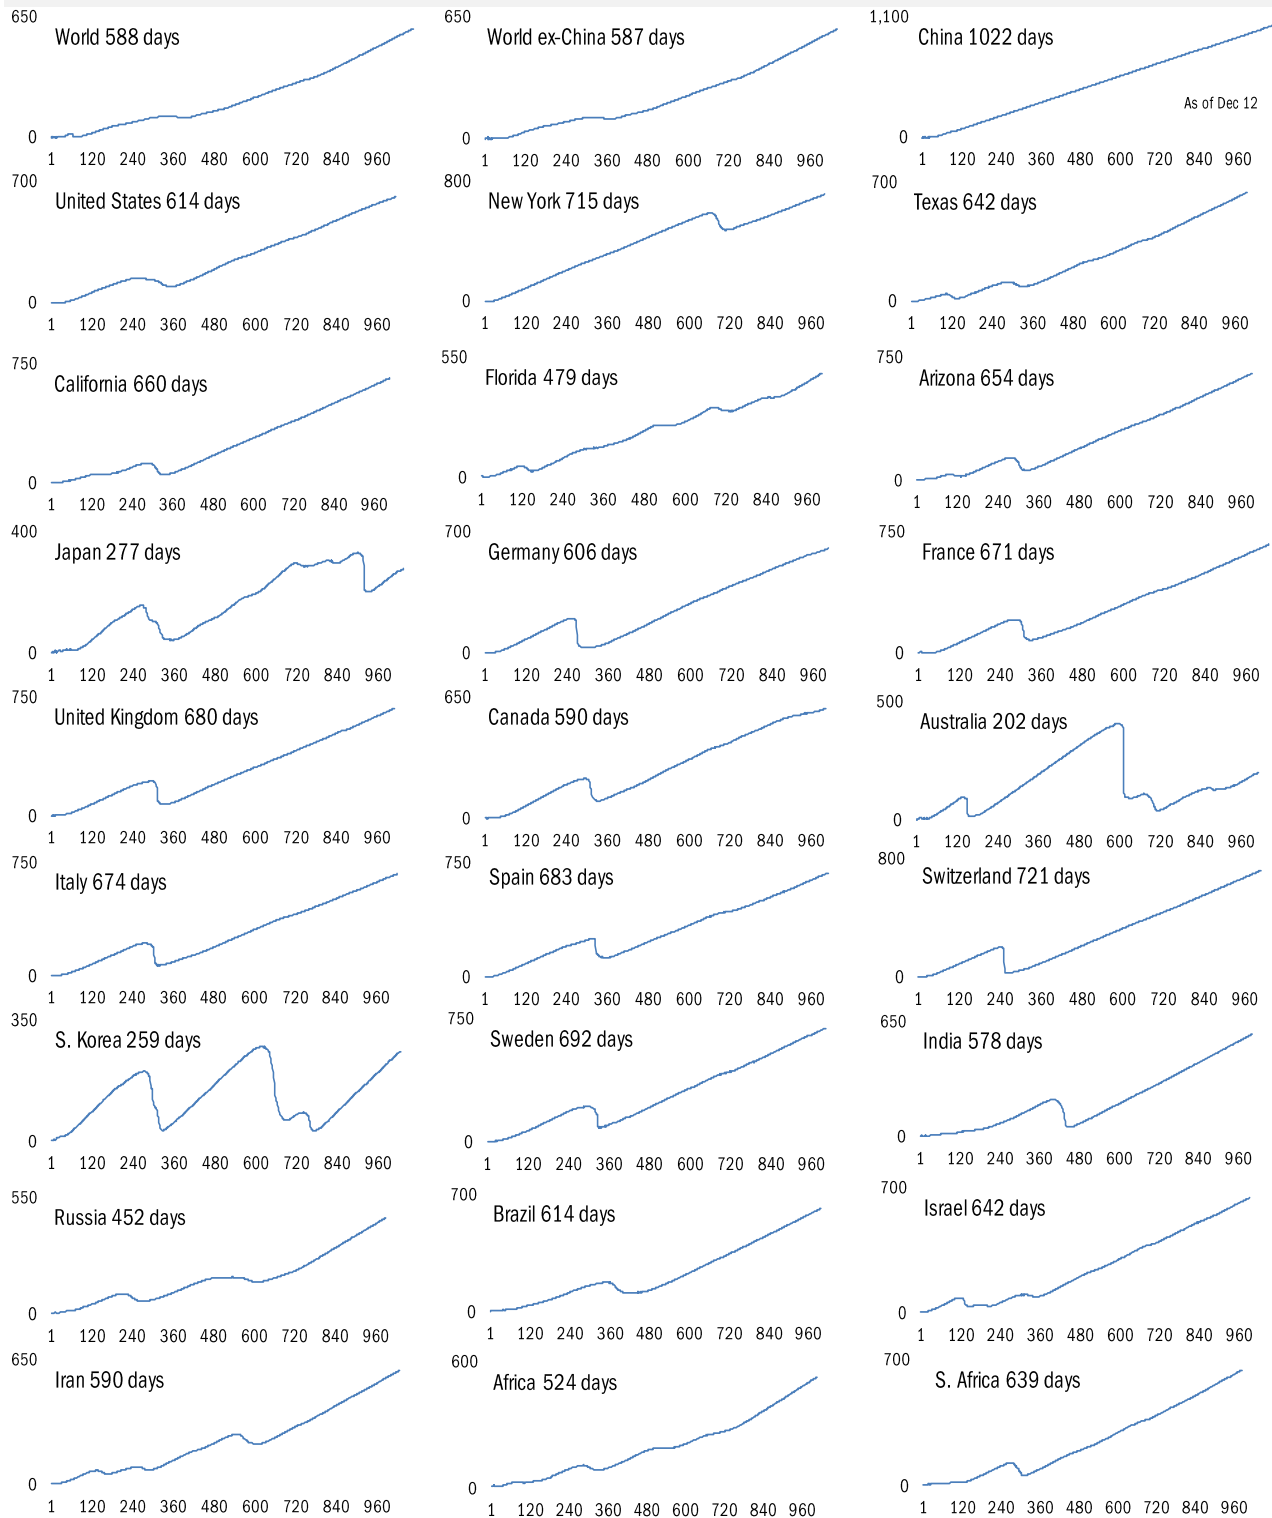 650
World 588 days
0
1 120 240 360 480 600 720 840 960
650
World ex-China 587 days
0
1 120 240 360 480 600 720 840 960
1,100
China 1022 days
As of Dec 12
0
1 120 240 360 480 600 720 840 960
700
United States 614 days
0
1 120 240 360 480 600 720 840 960
800
New York 715 days
0
1 120 240 360 480 600 720 840 960
700
Texas 642 days
0
1 120 240 360 480 600 720 840 960
750
California 660 days
0
1 120 240 360 480 600 720 840 960
550
Florida 479 days
0
1 120 240 360 480 600 720 840 960
750
Arizona 654 days
0
1 120 240 360 480 600 720 840 960
400
Japan 277 days
0
1 120 240 360 480 600 720 840 960
700
Germany 606 days
0
1 120 240 360 480 600 720 840 960
750
France 671 days
0
1 120 240 360 480 600 720 840 960
750
United Kingdom 680 days
0
1 120 240 360 480 600 720 840 960
650
Canada 590 days
0
1 120 240 360 480 600 720 840 960
500
Australia 202 days
0
1 120 240 360 480 600 720 840 960
750
Italy 674 days
0
1 120 240 360 480 600 720 840 960
750
Spain 683 days
0
1 120 240 360 480 600 720 840 960
800
Switzerland 721 days
0
1 120 240 360 480 600 720 840 960
350
S. Korea 259 days
0
1 120 240 360 480 600 720 840 960
750
Sweden 692 days
0
1 120 240 360 480 600 720 840 960
650
India 578 days
0
1 120 240 360 480 600 720 840 960
550
Russia 452 days
0
1 120 240 360 480 600 720 840 960
700
Brazil 614 days
0
1 120 240 360 480 600 720 840 960
700
Israel 642 days
0
1 120 240 360 480 600 720 840 960
650
Iran 590 days
0
1 120 240 360 480 600 720 840 960
600
Africa 524 days
0
1 120 240 360 480 600 720 840 960
700
S. Africa 639 days
0
1 120 240 360 480 600 720 840 960